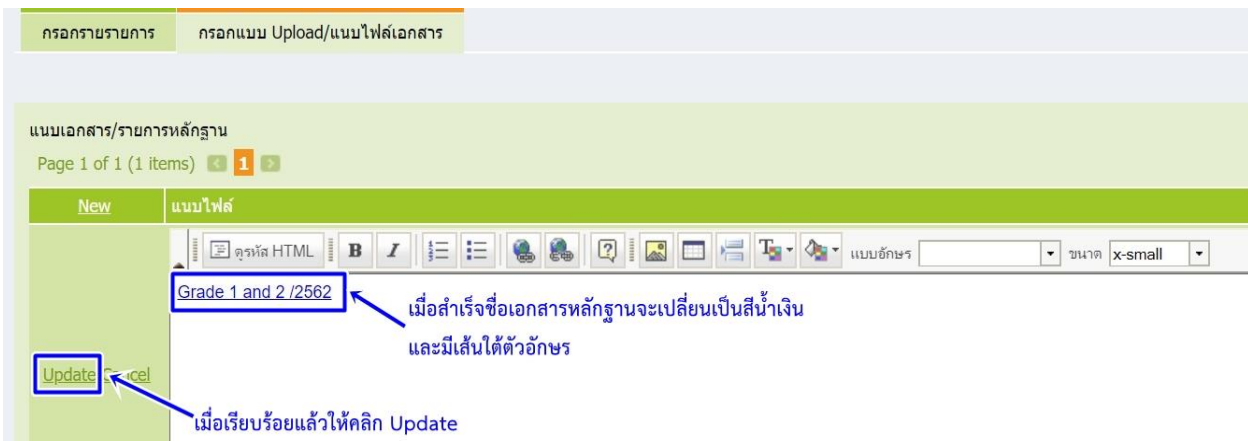 กรอกรายรายการ กรอกแบบ Upload/แนบไฟล์เอกสาร
แนบเอกสาร/รายการหลักฐาน
Page 1 of 1 (1 items) 1
New แนบไฟล์
ดูรหัส HTML B I แบบอักษร ขนาด x-small
Grade 1 and 2 /2562
เมื่อสำเร็จชื่อเอกสารหลักฐานจะเปลี่ยนเป็นสีน้ำเงิน
และมีเส้นใต้ตัวอักษร
Update Cancel
เมื่อเรียบร้อยแล้วให้คลิก Update